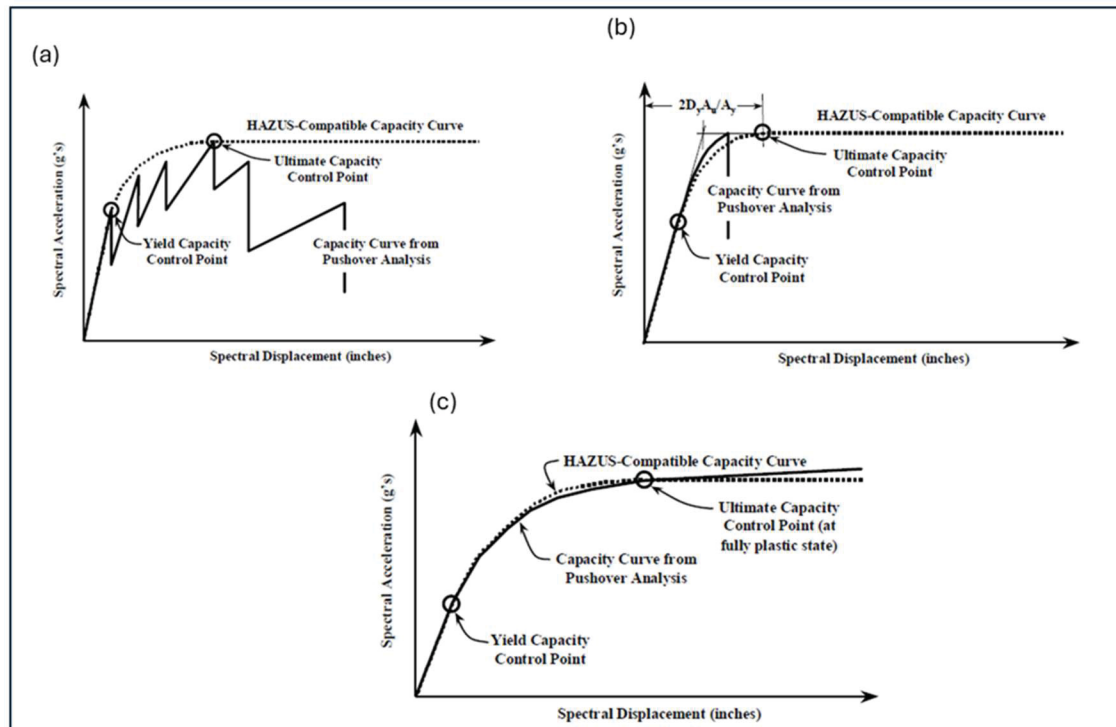 (a)
HAZUS-Compatible Capacity Curve
Ultimate Capacity
Control Point
Yield Capacity
Control Point
Capacity Curve from
Pushover Analysis
Spectral Acceleration (g's)
Spectral Displacement (inches)
(b)
2DyAu/Ay
HAZUS-Compatible Capacity Curve
Ultimate Capacity
Control Point
Capacity Curve from
Pushover Analysis
Yield Capacity
Control Point
Spectral Acceleration (g's)
Spectral Displacement (inches)
(c)
HAZUS-Compatible Capacity Curve
Ultimate Capacity
Control Point (at
fully plastic state)
Capacity Curve from
Pushover Analysis
Yield Capacity
Control Point
Spectral Acceleration (g's)
Spectral Displacement (inches)